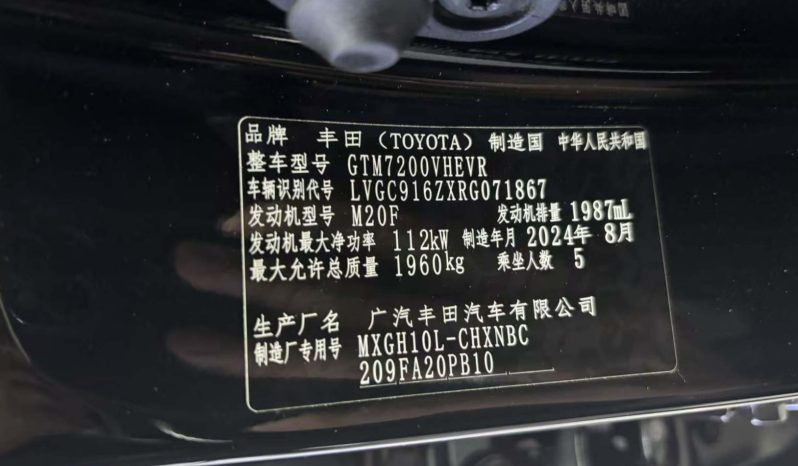 品牌 丰田（TOYOTA）制造国 中华人民共和国
整车型号 GTM7200VHEVR
车辆识别代号 LVGC916ZXRG071867
发动机型号 M20F 发动机排量 1987mL
发动机最大净功率 112kW 制造年月 2024年 8月
最大允许总质量 1960kg 乘坐人数 5
生产厂名 广汽丰田汽车有限公司
制造厂专用号 MXGH10L-CHXNBC
209FA20PB10